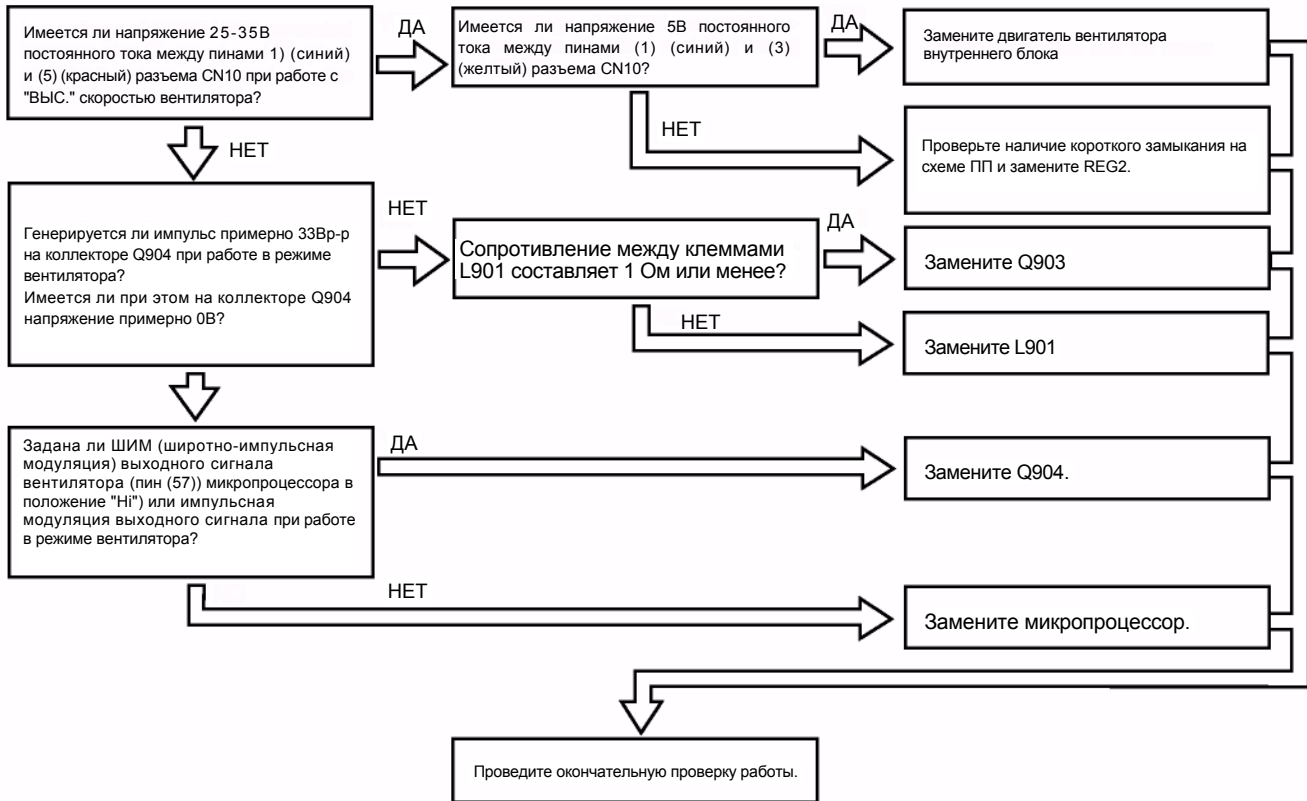 Имеется ли напряжение 25-35В
постоянного тока между пинами 1) (синий)
и (5) (красный) разъема CN10 при работе с
"ВЫС." скоростью вентилятора?
ДА
Имеется ли напряжение 5В постоянного
тока между пинами (1) (синий) и (3)
(желтый) разъема CN10?
ДА
Замените двигатель вентилятора
внутреннего блока
НЕТ
НЕТ
Проверьте наличие короткого замыкания на
схеме ПП и замените REG2.
Генерируется ли импульс примерно 33Вр-р
на коллекторе Q904 при работе в режиме
вентилятора?
Имеется ли при этом на коллекторе Q904
напряжение примерно 0В?
НЕТ
Сопротивление между клеммами
L901 составляет 1 Ом или менее?
ДА
Замените Q903
НЕТ
Замените L901
Задана ли ШИМ (широтно-импульсная
модуляция) выходного сигнала
вентилятора (пин (57)) микропроцессора в
положение "Hi") или импульсная
модуляция выходного сигнала при работе
в режиме вентилятора?
ДА
Замените Q904.
НЕТ
Замените микропроцессор.
Проведите окончательную проверку работы.